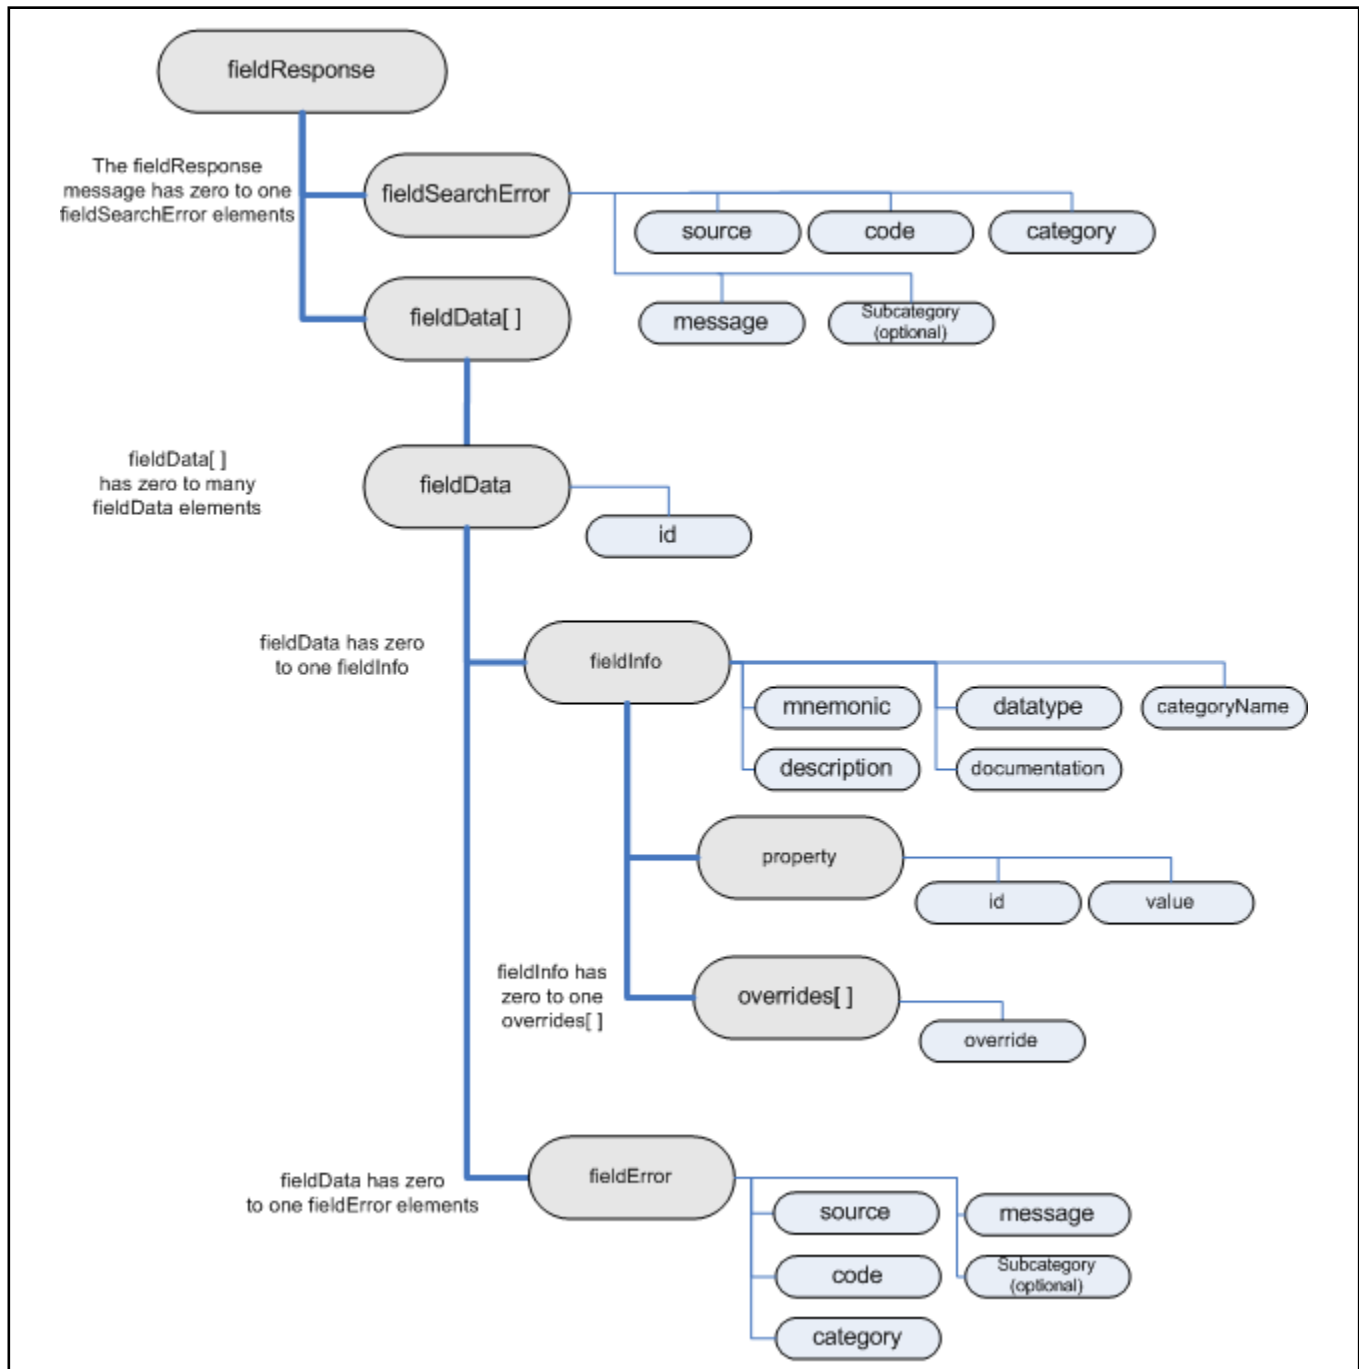 fieldResponse
The fieldResponse
message has zero to one
fieldSearchError elements
fieldSearchError
source
code
category
fieldData[ ]
message
Subcategory
(optional)
fieldData[ ]
has zero to many
fieldData elements
fieldData
id
fieldData has zero
to one fieldInfo
fieldInfo
mnemonic
datatype
categoryName
description
documentation
property
id
value
fieldInfo has
zero to one
overrides[ ]
overrides[ ]
override
fieldData has zero
to one fieldError elements
fieldError
source
message
code
Subcategory
(optional)
category